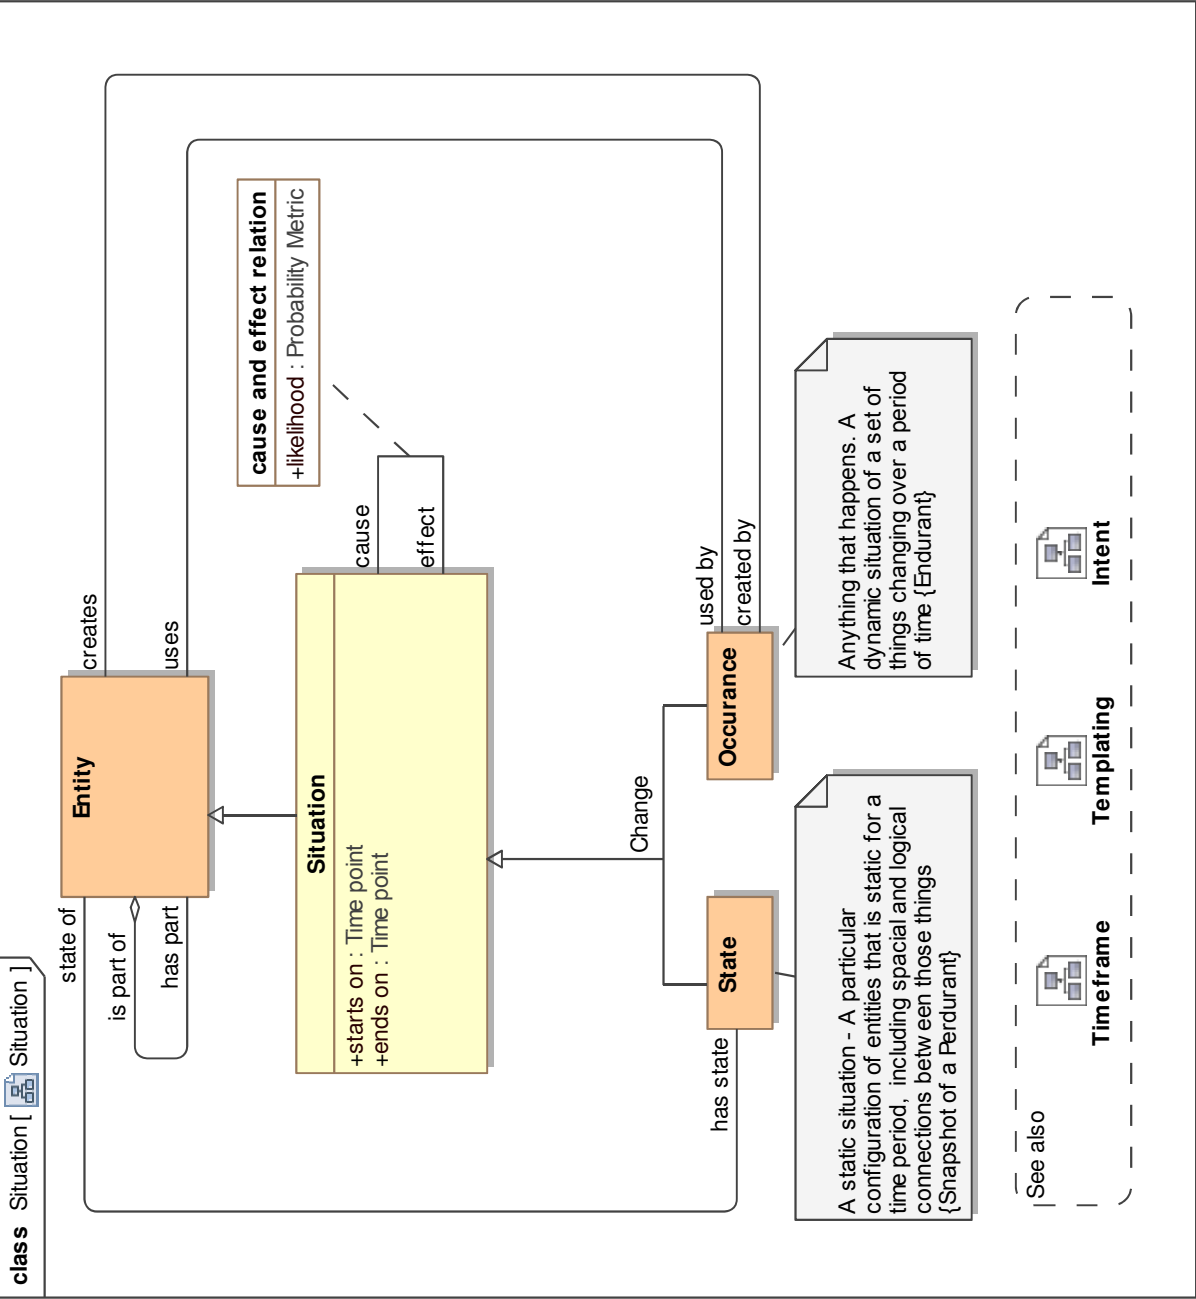 class Situation [ Situation ]
Entity
state of
is part of
has part
creates
uses
cause and effect relation
+likelihood : Probability Metric
Situation
+starts on : Time point
+ends on : Time point
cause
effect
Change
has state
State
Occurance
used by
created by
A static situation - A particular
configuration of entities that is static for a
time period, including spacial and logical
connections between those things
{Snapshot of a Perdurant}
Anything that happens. A
dynamic situation of a set of
things changing over a period
of time {Endurant}
See also
Timeframe
Templating
Intent